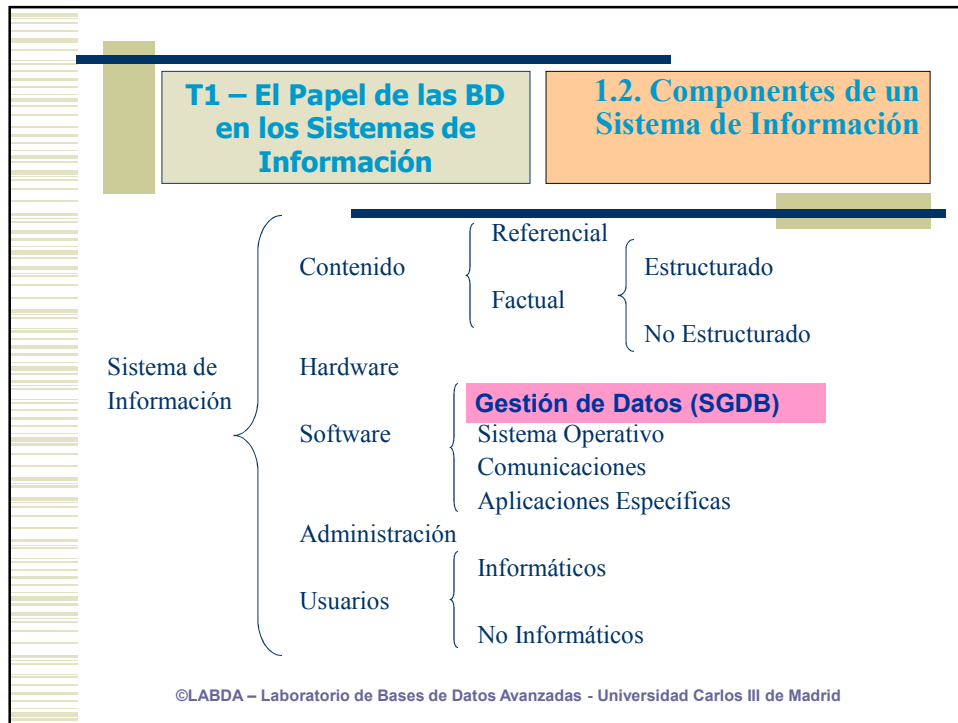 T1 – El Papel de las BD
en los Sistemas de
Información
1.2. Componentes de un
Sistema de Información
Sistema de
Información
Contenido
Referencial
Factual
Estructurado
No Estructurado
Hardware
Software
Gestión de Datos (SGDB)
Sistema Operativo
Comunicaciones
Aplicaciones Específicas
Administración
Usuarios
Informáticos
No Informáticos
©LABDA – Laboratorio de Bases de Datos Avanzadas - Universidad Carlos III de Madrid